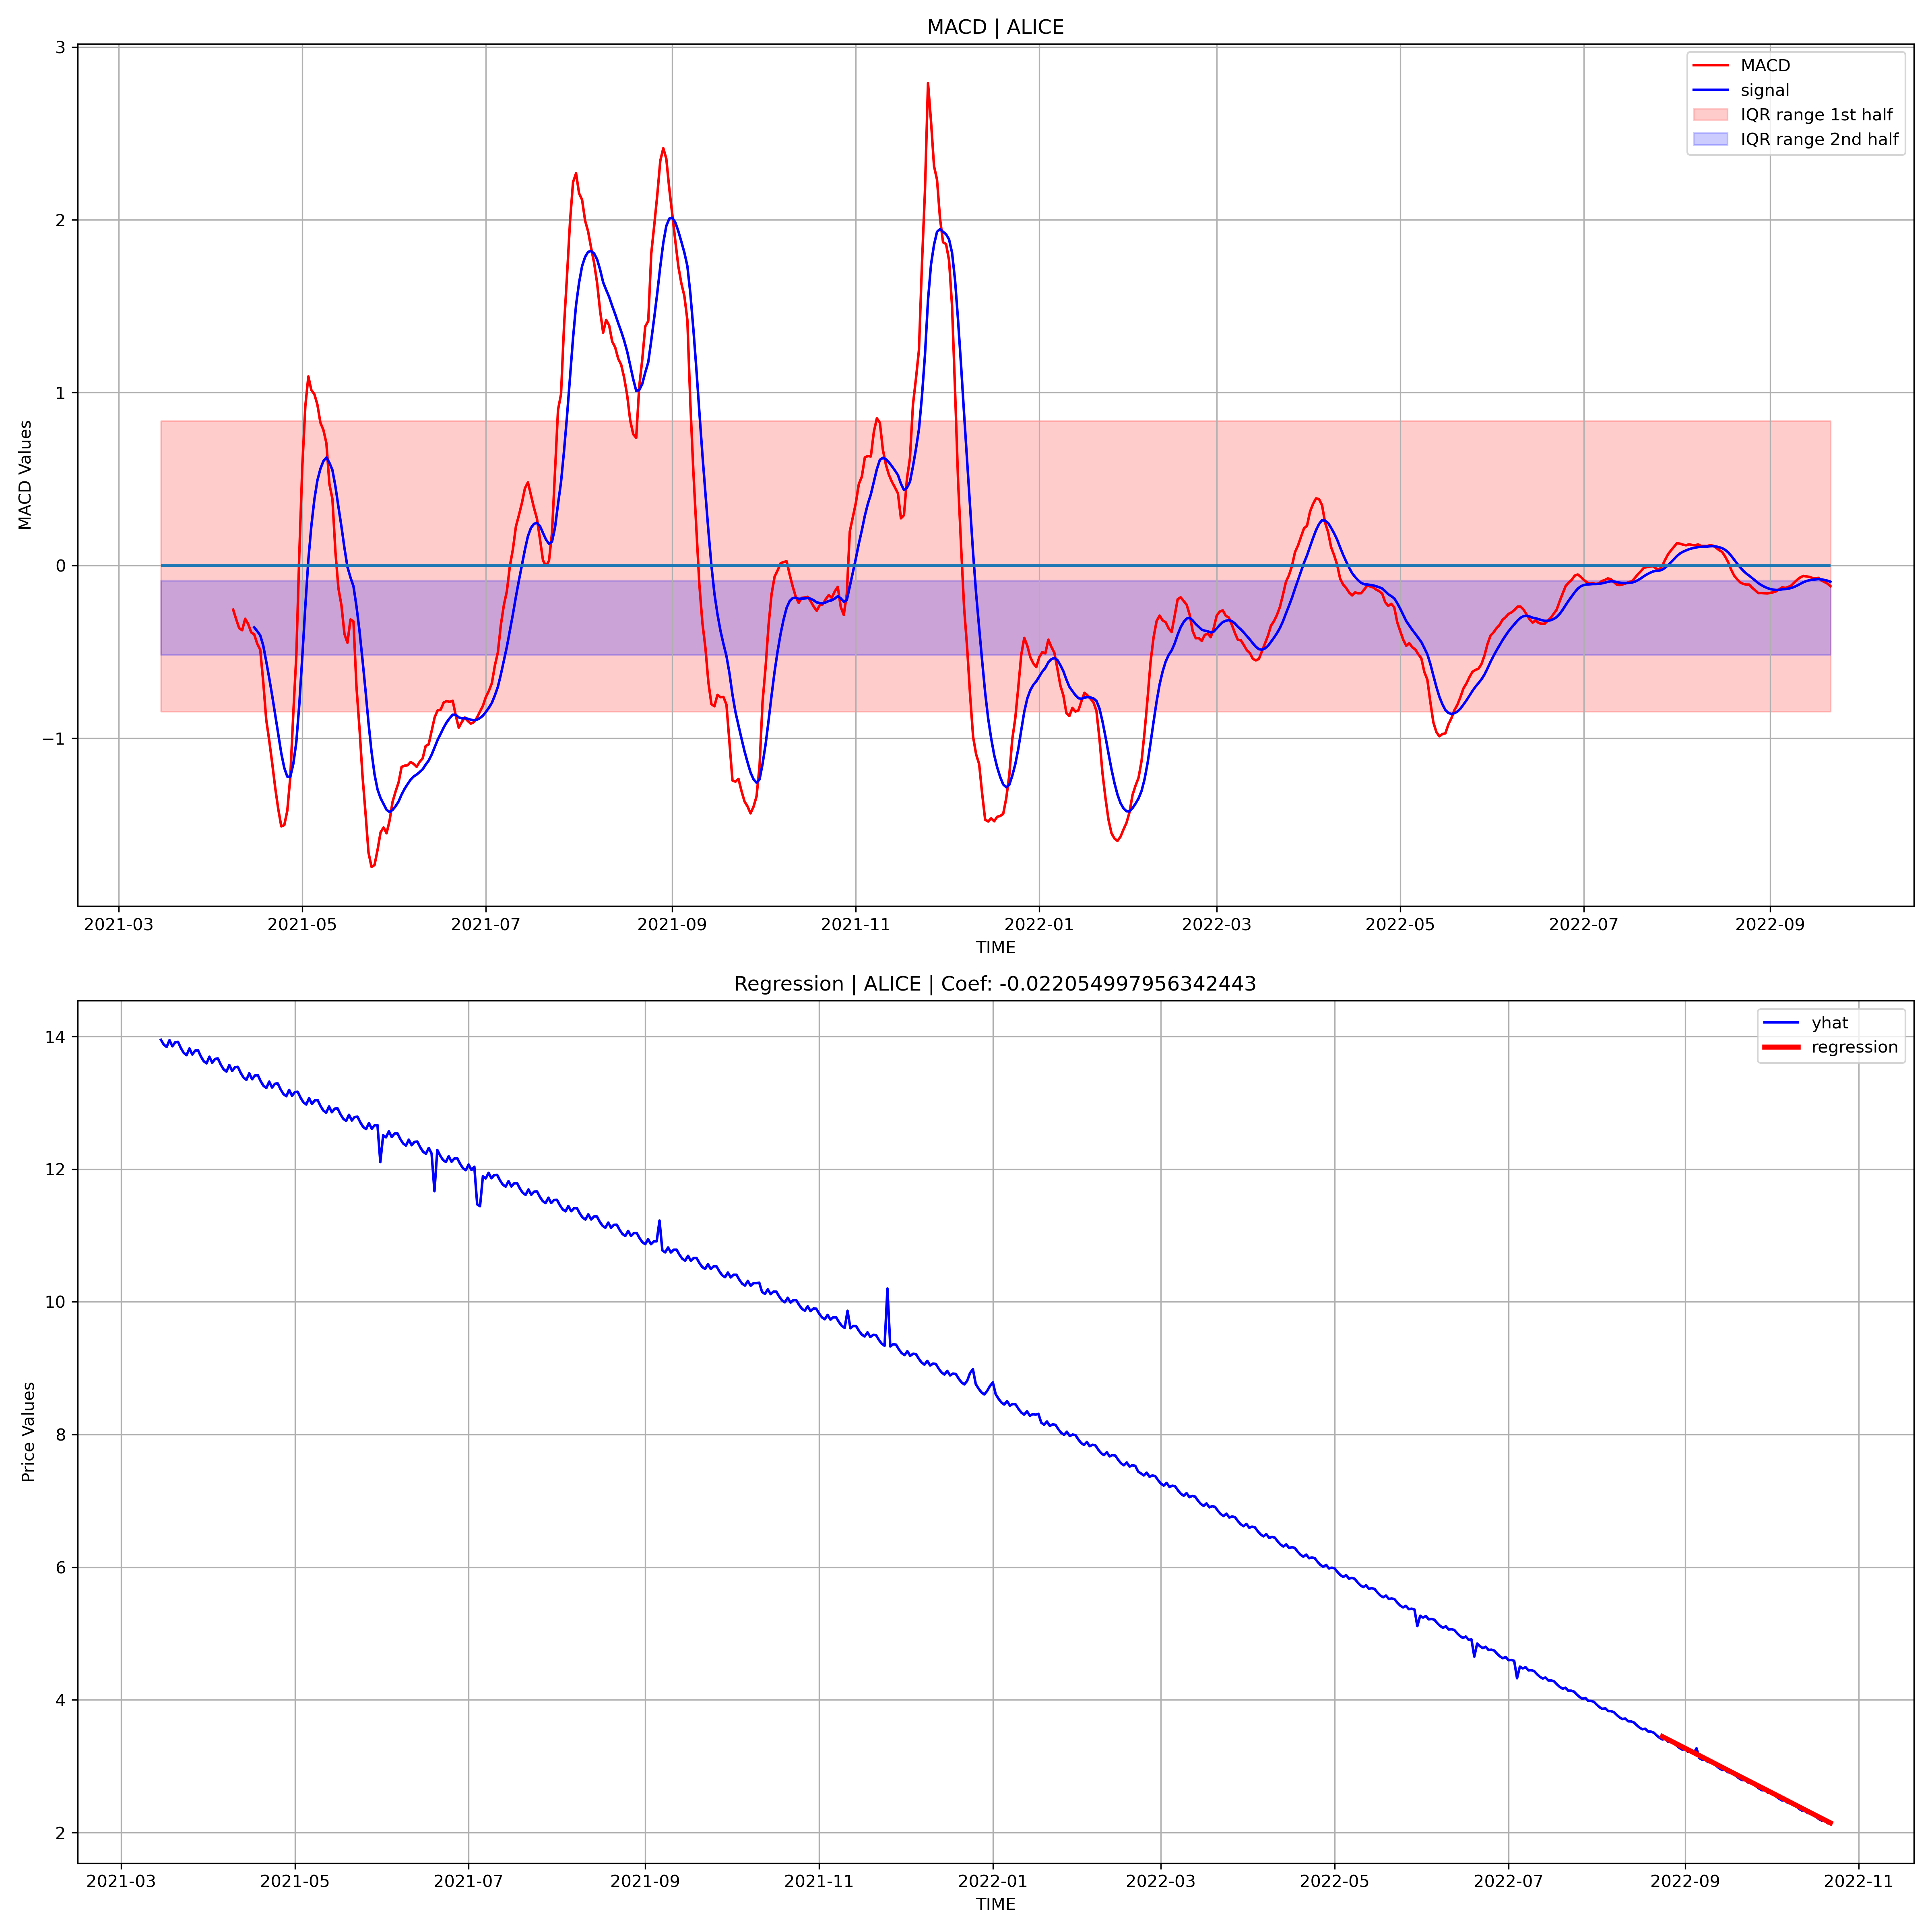 MACD | ALICE
MACD
signal
IQR range 1st half
IQR range 2nd half
MACD Values
3
2
1
0
−1
2021-03 2021-05 2021-07 2021-09 2021-11 2022-01 2022-03 2022-05 2022-07 2022-09
TIME
Regression | ALICE | Coef: -0.022054997956342443
yhat
regression
Price Values
14
12
10
8
6
4
2
2021-03 2021-05 2021-07 2021-09 2021-11 2022-01 2022-03 2022-05 2022-07 2022-09 2022-11
TIME